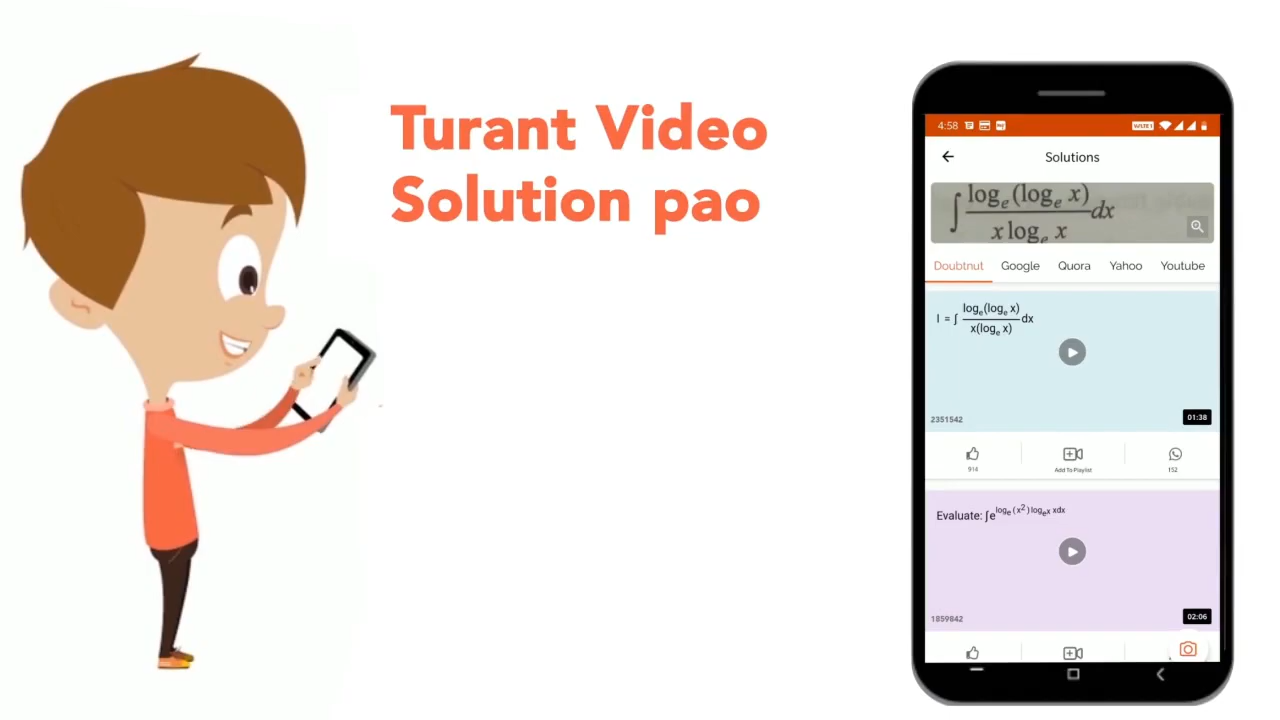 Turant Video
Solution pao
4:58
VoLTE1
Solutions
∫ logₑ(logₑ x) / x logₑ x dx
Doubtnut Google Quora Yahoo Youtube
I = ∫ logₑ(logₑ x) / x(logₑ x) dx
2351542 01:38
914 Add To Playlist 152
Evaluate: ∫e^logₑ(x²)logₑx xdx
1859842 02:06